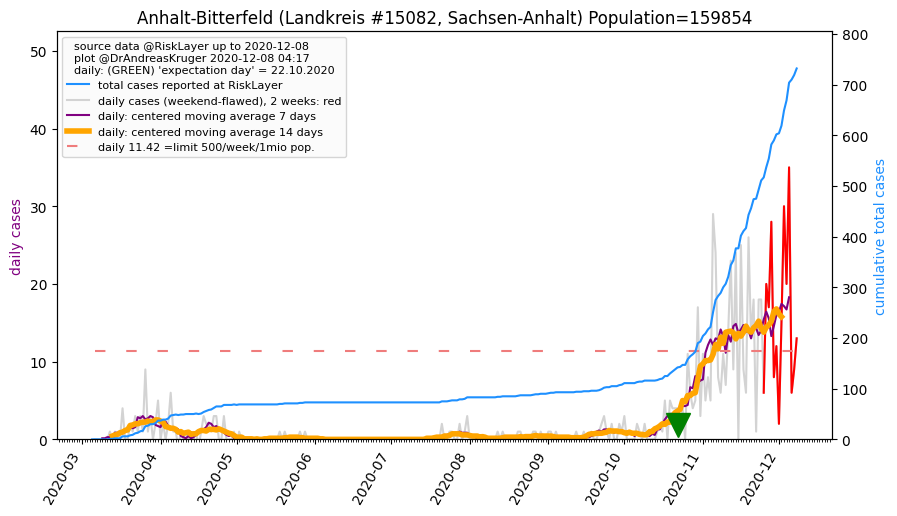 Anhalt-Bitterfeld (Landkreis #15082, Sachsen-Anhalt) Population=159854
source data @RiskLayer up to 2020-12-08
plot @DrAndreasKruger 2020-12-08 04:17
daily: (GREEN) 'expectation day' = 22.10.2020
total cases reported at RiskLayer
daily cases (weekend-flawed), 2 weeks: red
daily: centered moving average 7 days
daily: centered moving average 14 days
daily 11.42 =limit 500/week/1mio pop.
daily cases
50
40
30
20
10
0
cumulative total cases
800
700
600
500
400
300
200
100
0
2020-03
2020-04
2020-05
2020-06
2020-07
2020-08
2020-09
2020-10
2020-11
2020-12